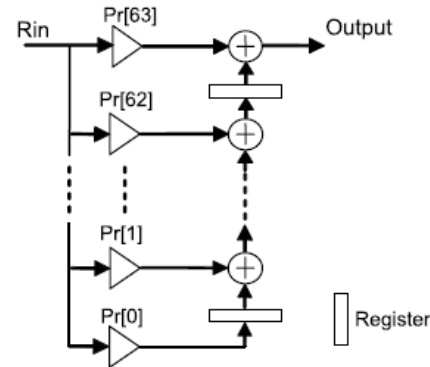 Pr[63]
Rin
Output
Pr[62]
Pr[1]
Pr[0]
Register